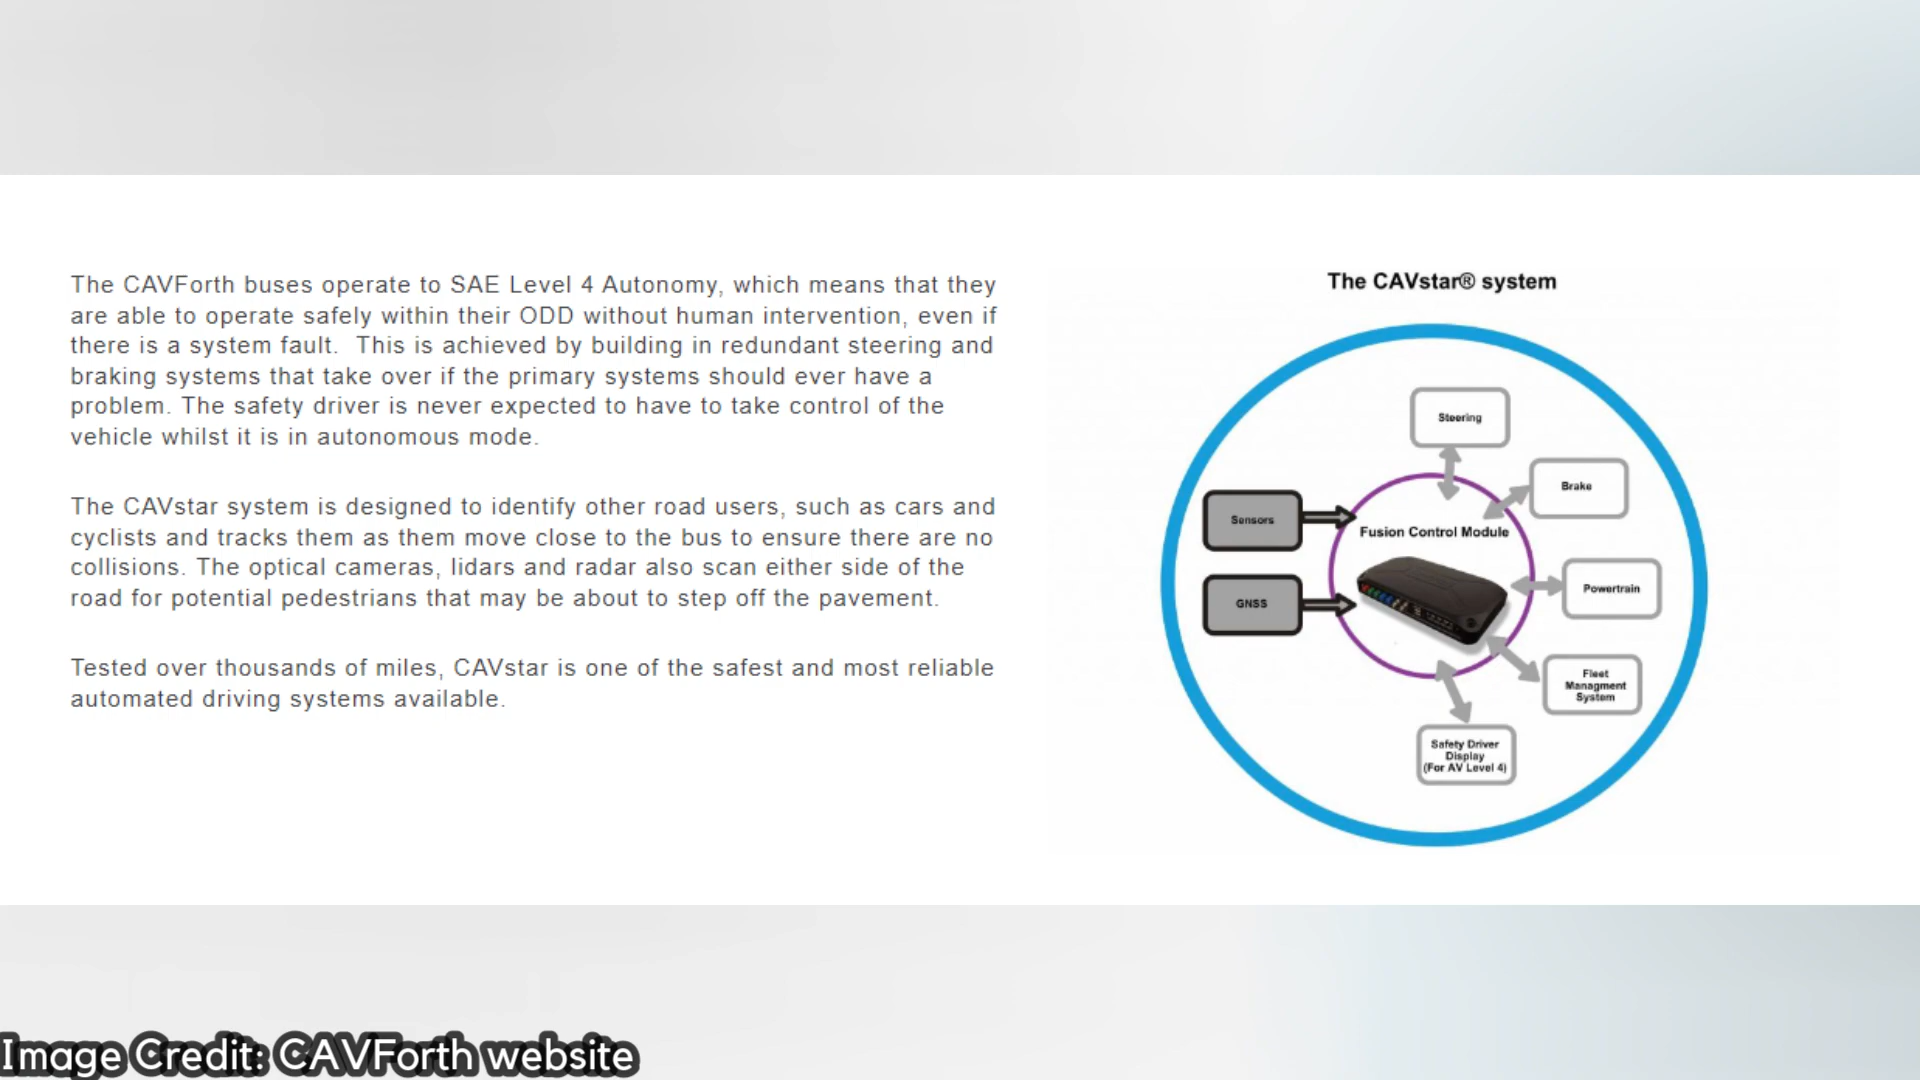 The CAVForth buses operate to SAE Level 4 Autonomy, which means that they
are able to operate safely within their ODD without human intervention, even if
there is a system fault.  This is achieved by building in redundant steering and
braking systems that take over if the primary systems should ever have a
problem. The safety driver is never expected to have to take control of the
vehicle whilst it is in autonomous mode.
The CAVstar system is designed to identify other road users, such as cars and
cyclists and tracks them as them move close to the bus to ensure there are no
collisions. The optical cameras, lidars and radar also scan either side of the
road for potential pedestrians that may be about to step off the pavement.
Tested over thousands of miles, CAVstar is one of the safest and most reliable
automated driving systems available.
The CAVstar® system
Steering
Brake
Sensors
Fusion Control Module
GNSS
Powertrain
Fleet
Managment
System
Safety Driver
Display
(For AV Level 4)
Image Credit: CAVForth website